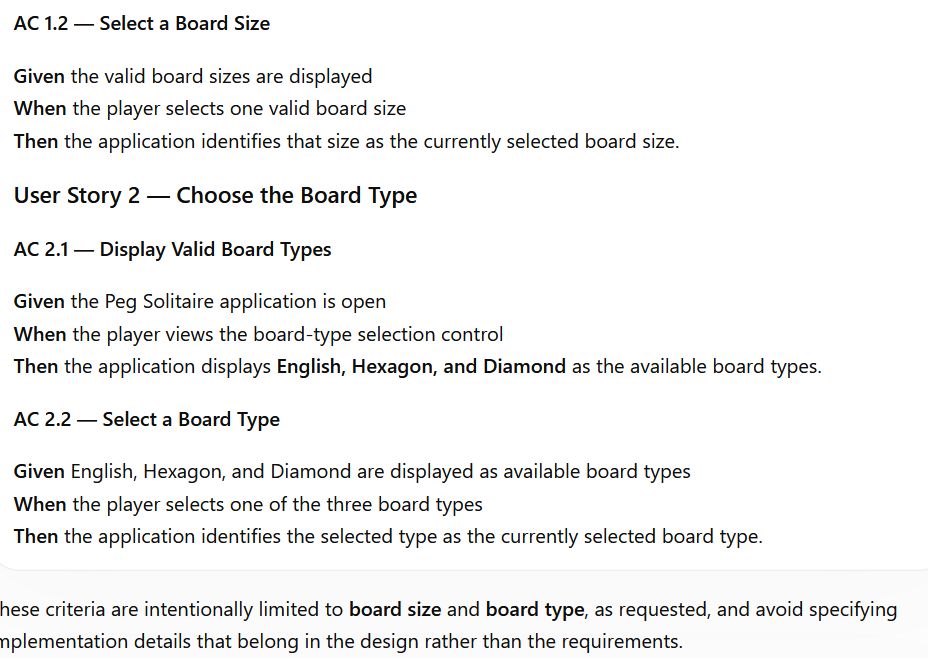 AC 1.2 — Select a Board Size
Given the valid board sizes are displayed
When the player selects one valid board size
Then the application identifies that size as the currently selected board size.
User Story 2 — Choose the Board Type
AC 2.1 — Display Valid Board Types
Given the Peg Solitaire application is open
When the player views the board-type selection control
Then the application displays English, Hexagon, and Diamond as the available board types.
AC 2.2 — Select a Board Type
Given English, Hexagon, and Diamond are displayed as available board types
When the player selects one of the three board types
Then the application identifies the selected type as the currently selected board type.
hese criteria are intentionally limited to board size and board type, as requested, and avoid specifying
mplementation details that belong in the design rather than the requirements.